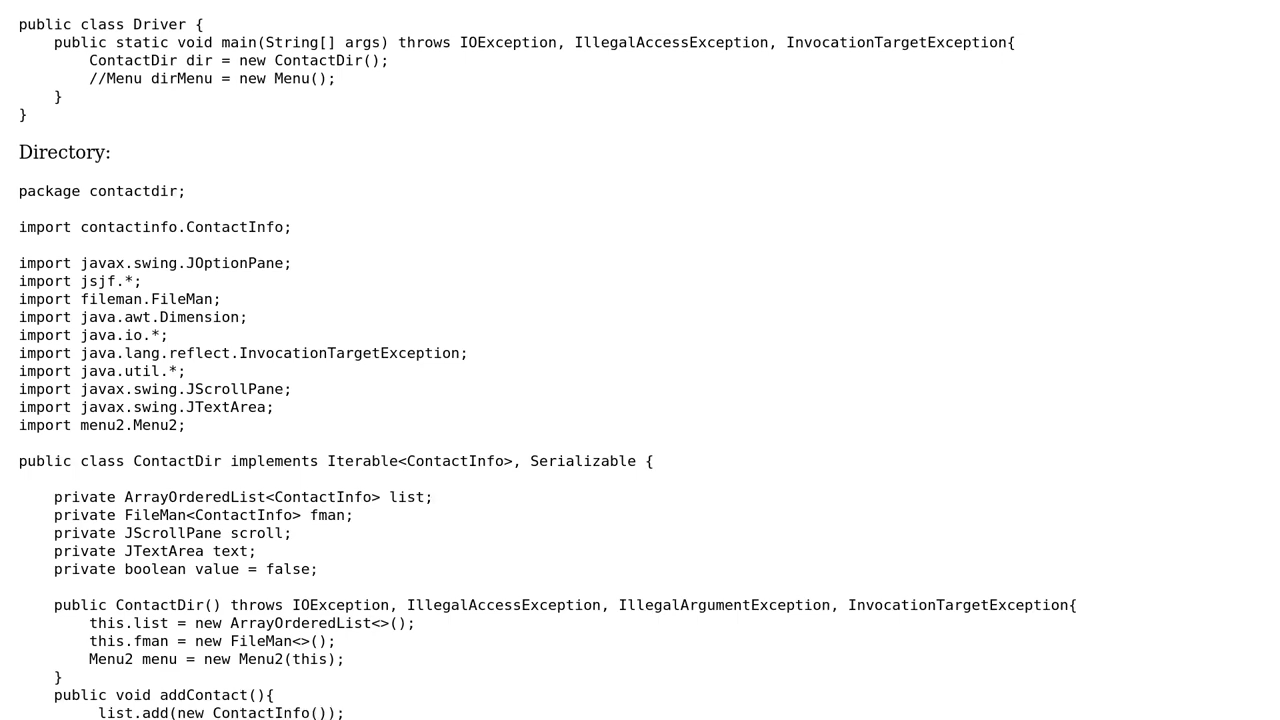 public class Driver {
    public static void main(String[] args) throws IOException, IllegalAccessException, InvocationTargetException{
        ContactDir dir = new ContactDir();
        //Menu dirMenu = new Menu();
    }
}
Directory:
package contactdir;
import contactinfo.ContactInfo;
import javax.swing.JOptionPane;
import jsjf.*;
import fileman.FileMan;
import java.awt.Dimension;
import java.io.*;
import java.lang.reflect.InvocationTargetException;
import java.util.*;
import javax.swing.JScrollPane;
import javax.swing.JTextArea;
import menu2.Menu2;
public class ContactDir implements Iterable<ContactInfo>, Serializable {
    private ArrayOrderedList<ContactInfo> list;
    private FileMan<ContactInfo> fman;
    private JScrollPane scroll;
    private JTextArea text;
    private boolean value = false;
    public ContactDir() throws IOException, IllegalAccessException, IllegalArgumentException, InvocationTargetException{
        this.list = new ArrayOrderedList<>();
        this.fman = new FileMan<>();
        Menu2 menu = new Menu2(this);
    }
    public void addContact(){
         list.add(new ContactInfo());